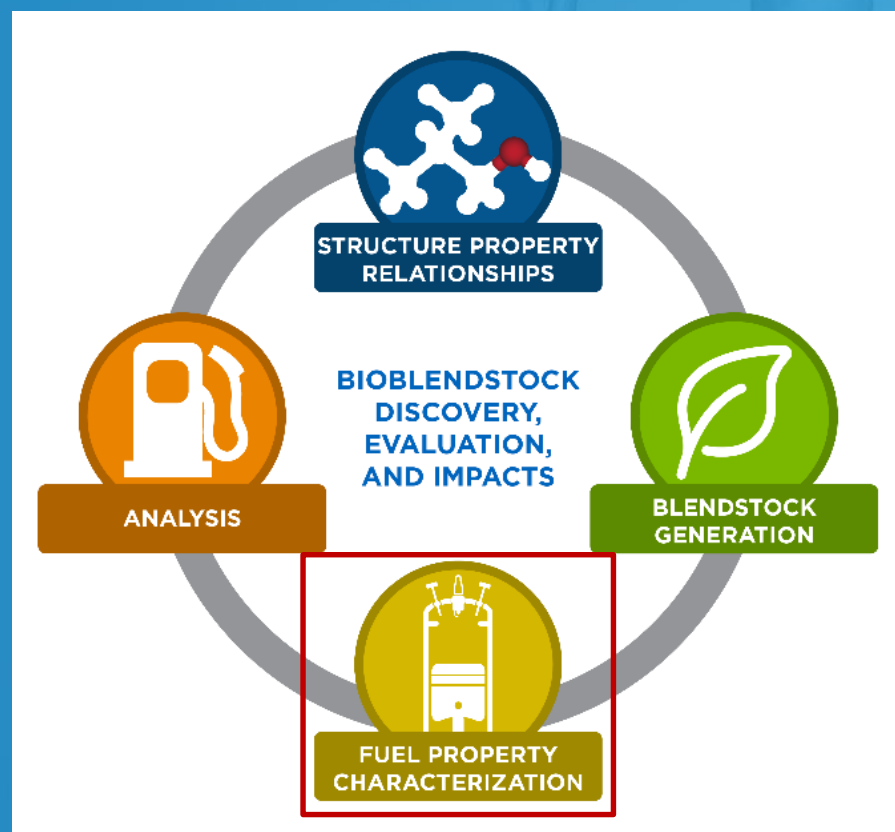 STRUCTURE PROPERTY
RELATIONSHIPS
BIOBLENDSTOCK
DISCOVERY,
EVALUATION,
AND IMPACTS
ANALYSIS
BLENDSTOCK
GENERATION
FUEL PROPERTY
CHARACTERIZATION